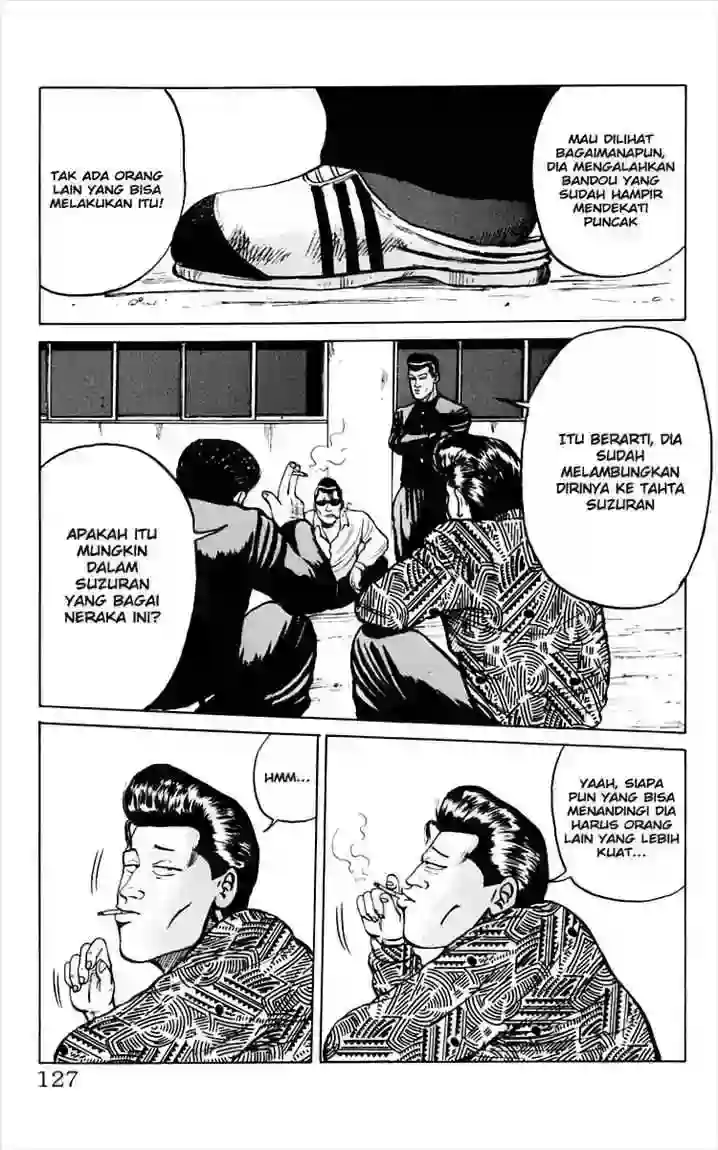 MAU DILIHAT
BAGAIMANAPUN,
DIA MENGALAHKAN
BANDOU YANG
SUDAH HAMPIR
MENDEKATI
PUNCAK
TAK ADA ORANG
LAIN YANG BISA
MELAKUKAN ITU!
ITU BERARTI, DIA
SUDAH
MELAMBUNGKAN
DIRINYA KE TAHTA
SUZURAN
APAKAH ITU
MUNGKIN
DALAM
SUZURAN
YANG BAGAI
NERAKA INI?
HMM...
YAAH, SIAPA
PUN YANG BISA
MENANDINGI DIA
HARUS ORANG
LAIN YANG LEBIH
KUAT...
127